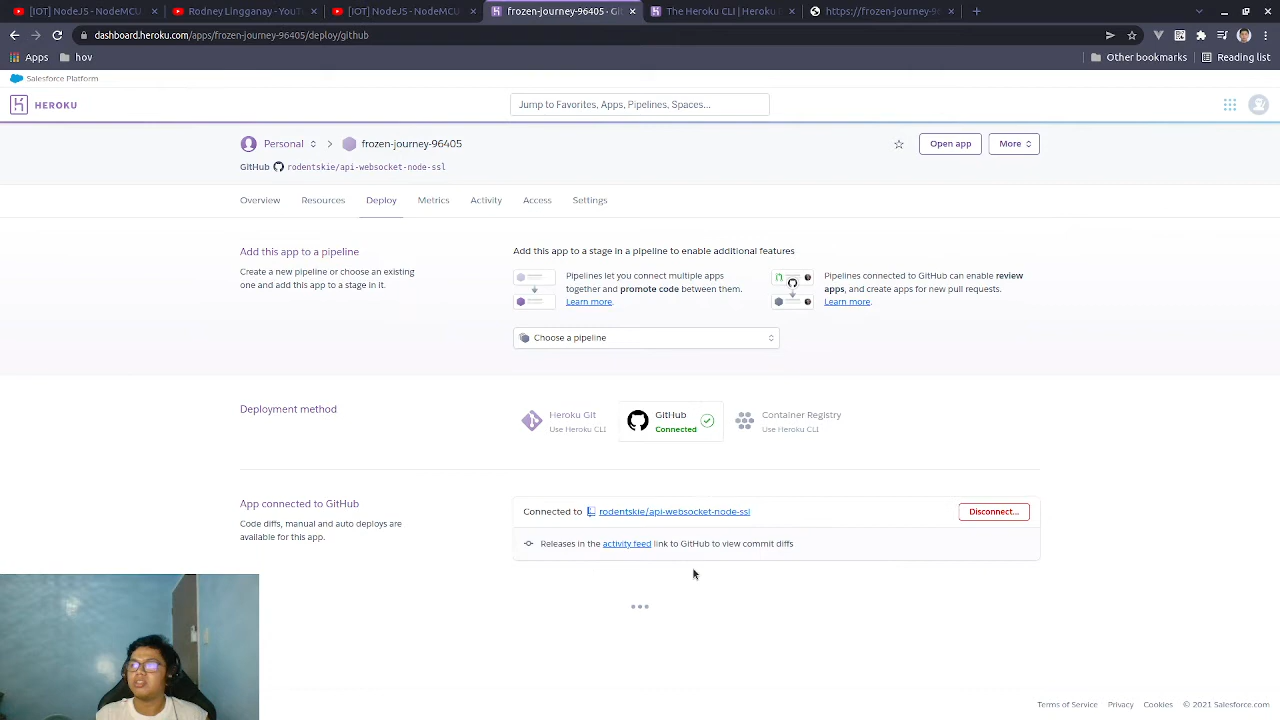 [IOT] NodeJS - NodeMCU
Rodney Lingganay - YouT
[IOT] NodeJS - NodeMCU
frozen-journey-96405 - Git
The Heroku CLI | Heroku D
https://frozen-journey-96
dashboard.heroku.com/apps/frozen-journey-96405/deploy/github
Apps
hov
Other bookmarks
Reading list
Salesforce Platform
HEROKU
Jump to Favorites, Apps, Pipelines, Spaces...
Personal
frozen-journey-96405
Open app
More
GitHub
rodentskie/api-websocket-node-ssl
Overview
Resources
Deploy
Metrics
Activity
Access
Settings
Add this app to a pipeline
Create a new pipeline or choose an existing
one and add this app to a stage in it.
Add this app to a stage in a pipeline to enable additional features
Pipelines let you connect multiple apps
together and promote code between them.
Learn more.
Pipelines connected to GitHub can enable review
apps, and create apps for new pull requests.
Learn more.
Choose a pipeline
Deployment method
Heroku Git
Use Heroku CLI
GitHub
Connected
Container Registry
Use Heroku CLI
App connected to GitHub
Code diffs, manual and auto deploys are
available for this app.
Connected to rodentskie/api-websocket-node-ssl
Disconnect...
Releases in the activity feed link to GitHub to view commit diffs
Terms of Service
Privacy
Cookies
© 2021 Salesforce.com